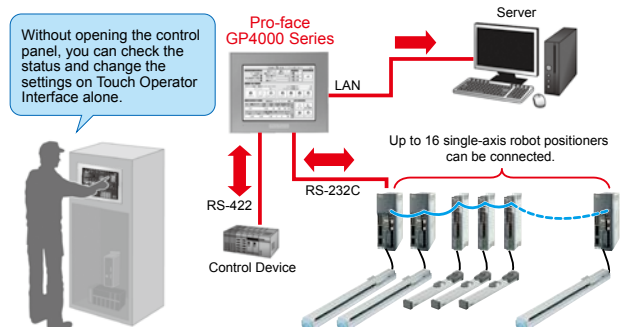 Without opening the control
panel, you can check the
status and change the
settings on Touch Operator
Interface alone.
Pro-face
GP4000 Series
LAN
Server
Up to 16 single-axis robot positioners
can be connected.
RS-422
RS-232C
Control Device